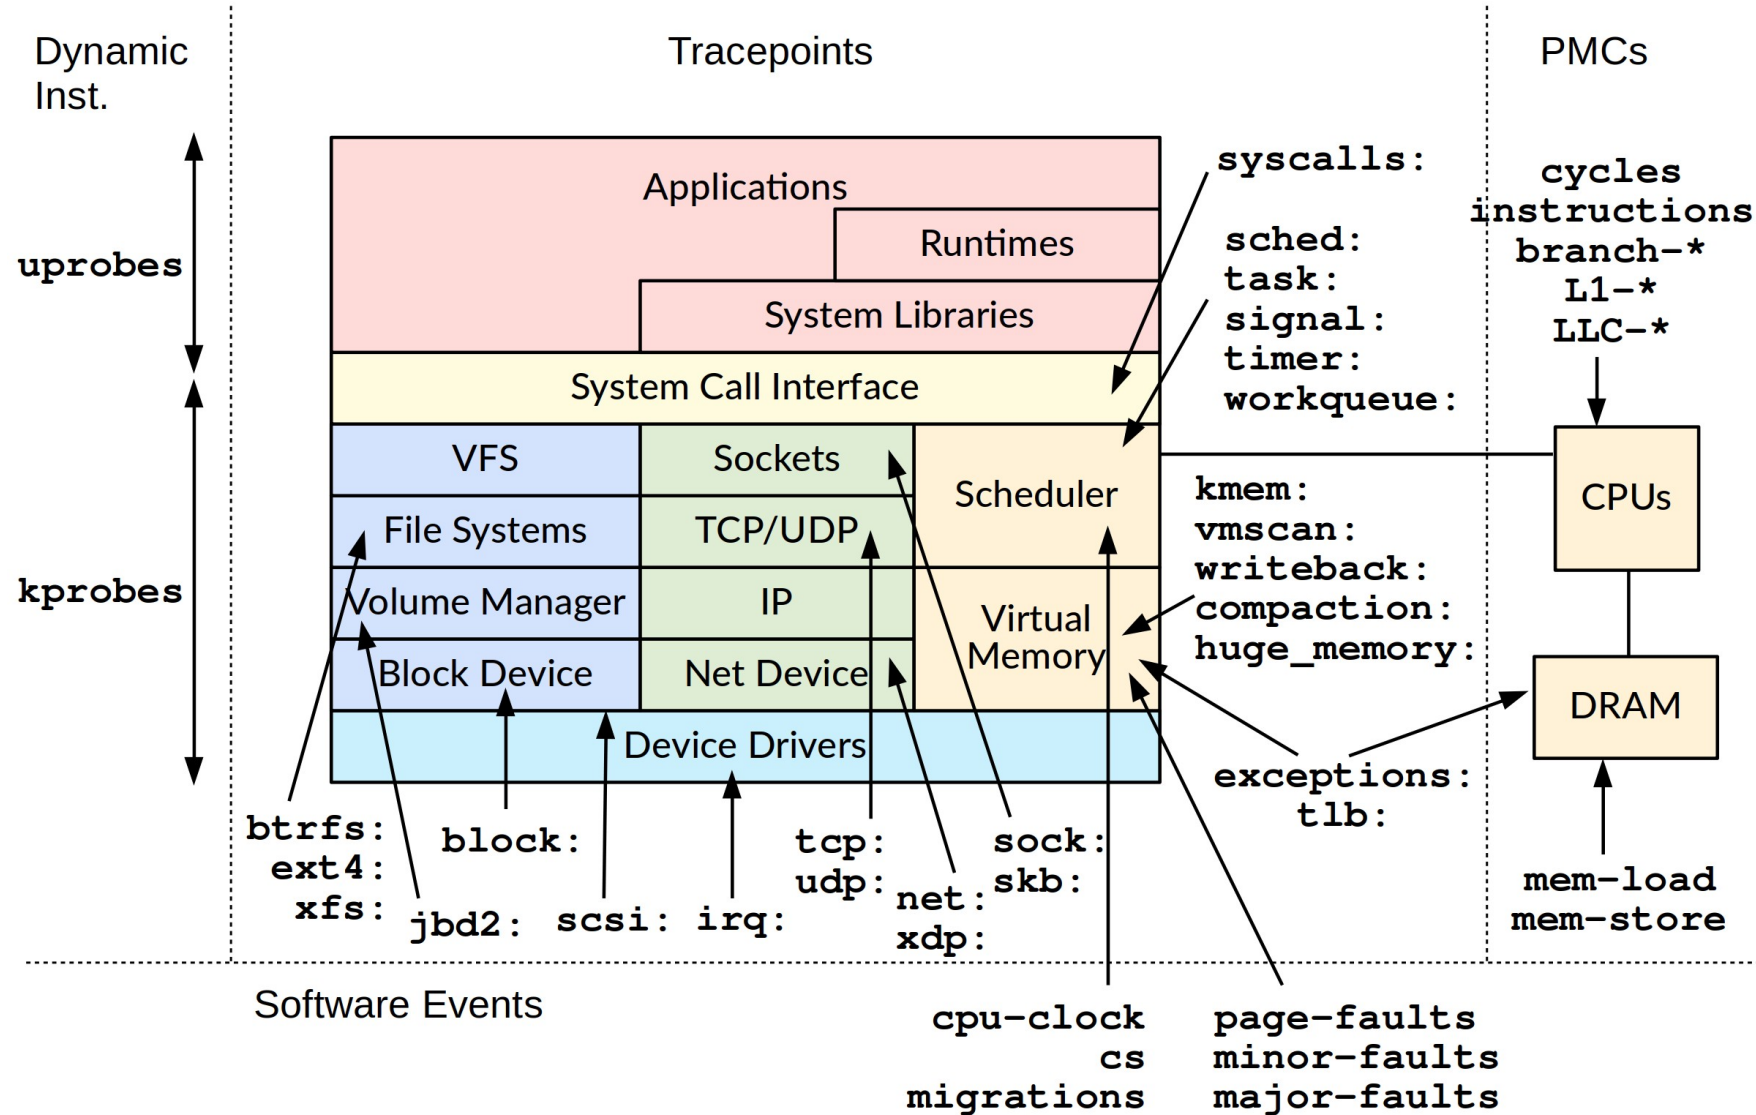 Dynamic
Inst.
Tracepoints
PMCs
uprobes
kprobes
Applications
Runtimes
System Libraries
System Call Interface
VFS
Sockets
Scheduler
File Systems
TCP/UDP
Volume Manager
IP
Virtual
Memory
Block Device
Net Device
Device Drivers
syscalls:
sched:
task:
signal:
timer:
workqueue:
kmem:
vmscan:
writeback:
compaction:
huge_memory:
exceptions:
tlb:
cycles
instructions
branch-*
L1-*
LLC-*
CPUs
DRAM
mem-load
mem-store
btrfs:
ext4:
xfs:
jbd2:
block:
scsi:
irq:
tcp:
udp:
net:
xdp:
sock:
skb:
Software Events
cpu-clock
cs
migrations
page-faults
minor-faults
major-faults